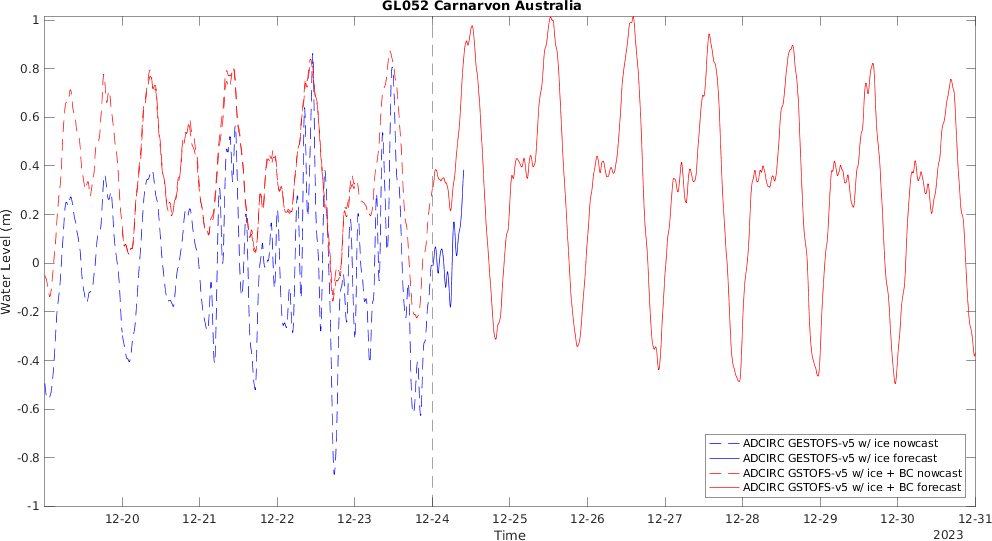 GL052 Carnarvon Australia
1
0.8
0.6
0.4
0.2
0
-0.2
-0.4
-0.6
-0.8
-1
Water Level (m)
ADCIRC GESTOFS-v5 w/ ice nowcast
ADCIRC GESTOFS-v5 w/ ice forecast
ADCIRC GSTOFS-v5 w/ ice + BC nowcast
ADCIRC GSTOFS-v5 w/ ice + BC forecast
12-20 12-21 12-22 12-23 12-24 12-25 12-26 12-27 12-28 12-29 12-30 12-31
Time
2023